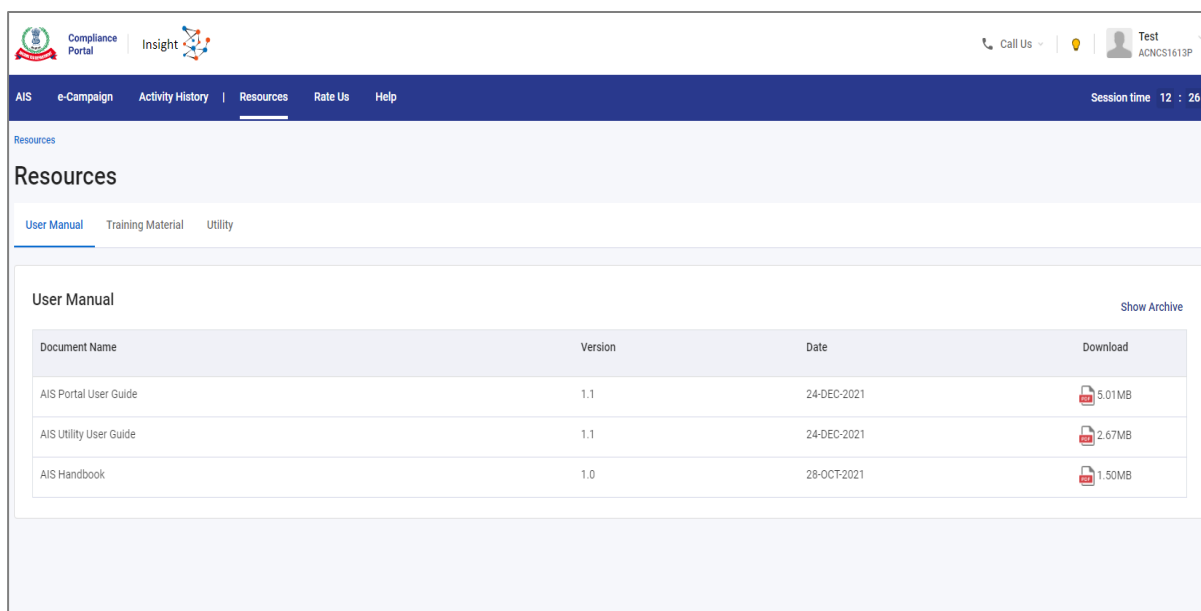 Compliance Portal
Insight
Call Us
Test
ACNCS1613P
AIS e-Campaign Activity History | Resources Rate Us Help Session time 12 : 26
Resources
Resources
User Manual Training Material Utility
User Manual
Show Archive
Document Name Version Date Download
AIS Portal User Guide 1.1 24-DEC-2021 PDF 5.01MB
AIS Utility User Guide 1.1 24-DEC-2021 PDF 2.67MB
AIS Handbook 1.0 28-OCT-2021 PDF 1.50MB